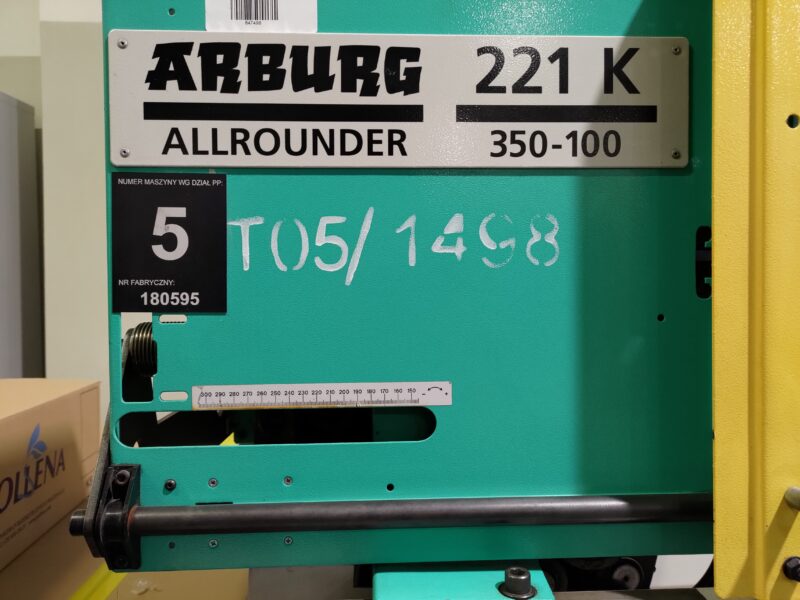 847498
ARBURG
ALLROUNDER
221 K
350-100
NUMER MASZYNY WG DZIAŁ PP:
5
NR FABRYCZNY:
180595
T05/1498
300 290 280 270 260 250 240 230 220 210 200 190 180 170 160 150
- +
OLLENA